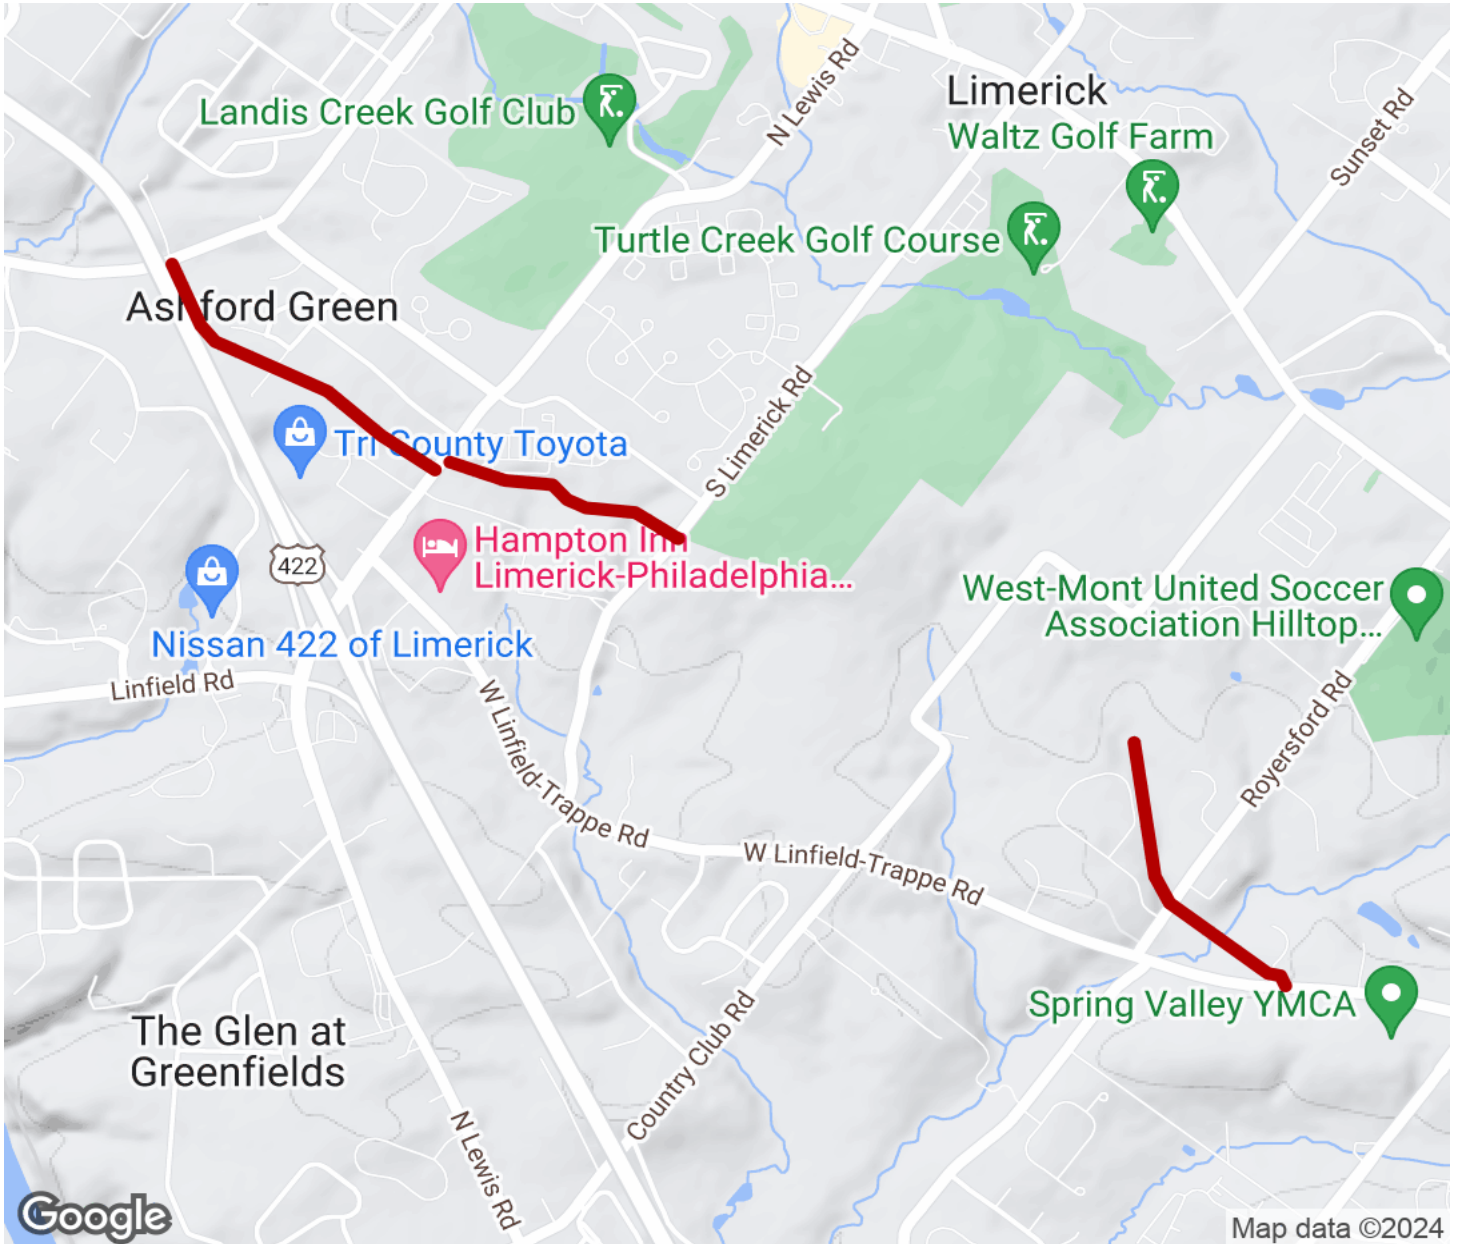 N Lewis Rd
Limerick
Landis Creek Golf Club
Waltz Golf Farm
Sunset Rd
Turtle Creek Golf Course
Ashford Green
S Limerick Rd
Tri County Toyota
Hampton Inn
Limerick-Philadelphia...
422
West-Mont United Soccer
Association Hilltop...
Nissan 422 of Limerick
Linfield Rd
W Linfield-Trappe Rd
Royersford Rd
W Linfield-Trappe Rd
Spring Valley YMCA
The Glen at
Greenfields
Country Club Rd
N Lewis Rd
Google
Map data ©2024